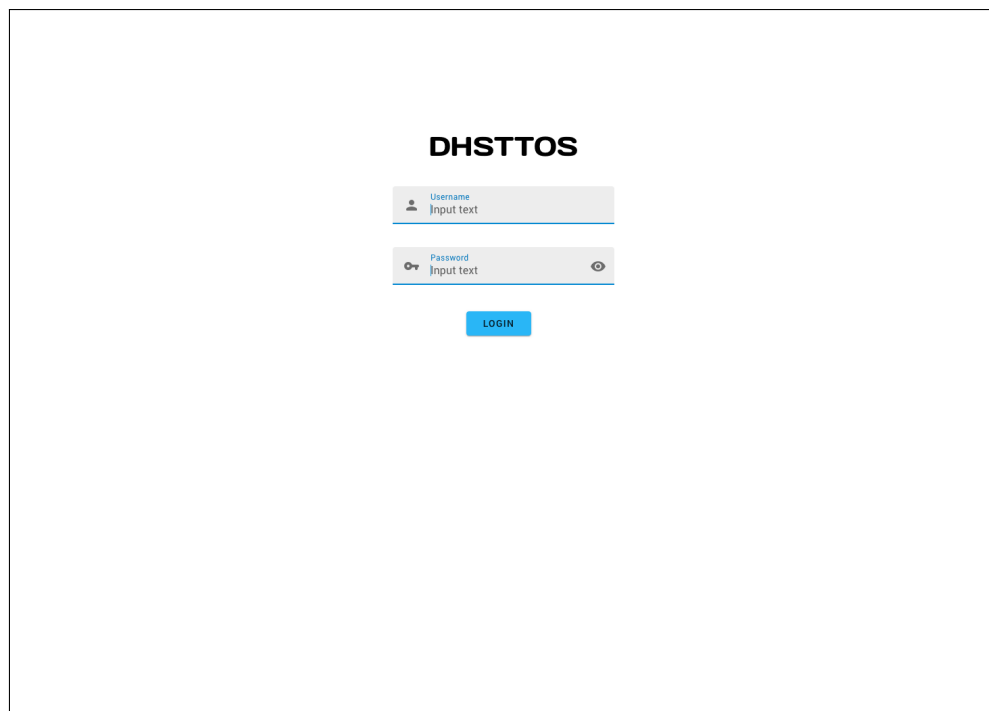 DHSTTOS
Username
Input text
Password
Input text
LOGIN